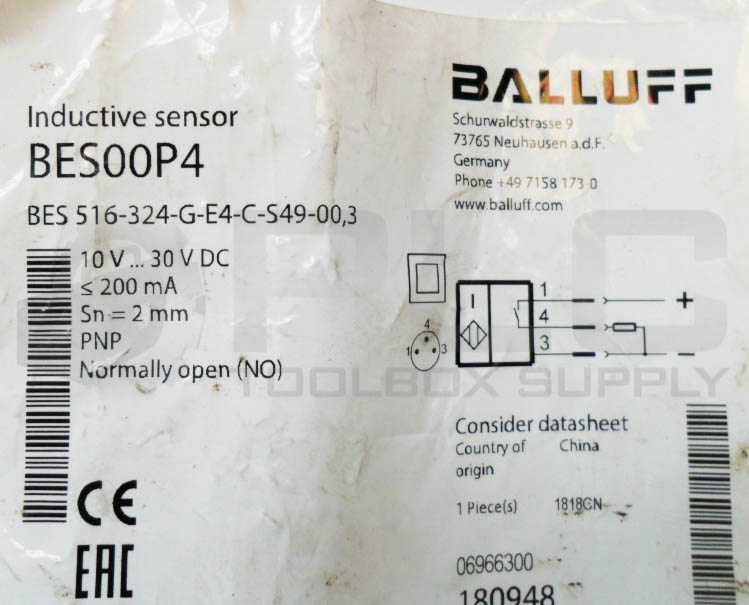 Inductive sensor
BES00P4
BES 516-324-G-E4-C-S49-00,3
10 V ... 30 V DC
≤ 200 mA
Sn = 2 mm
PNP
Normally open (NO)
CE
EAC
BALLUFF
Schurwaldstrasse 9
73765 Neuhausen a.d.F.
Germany
Phone +49 7158 173-0
www.balluff.com
1
4
3
+
−
I
4
1
3
PLC
TOOLBOX SUPPLY
Consider datasheet
Country of origin China
1 Piece(s) 1818CN
06966300
180948